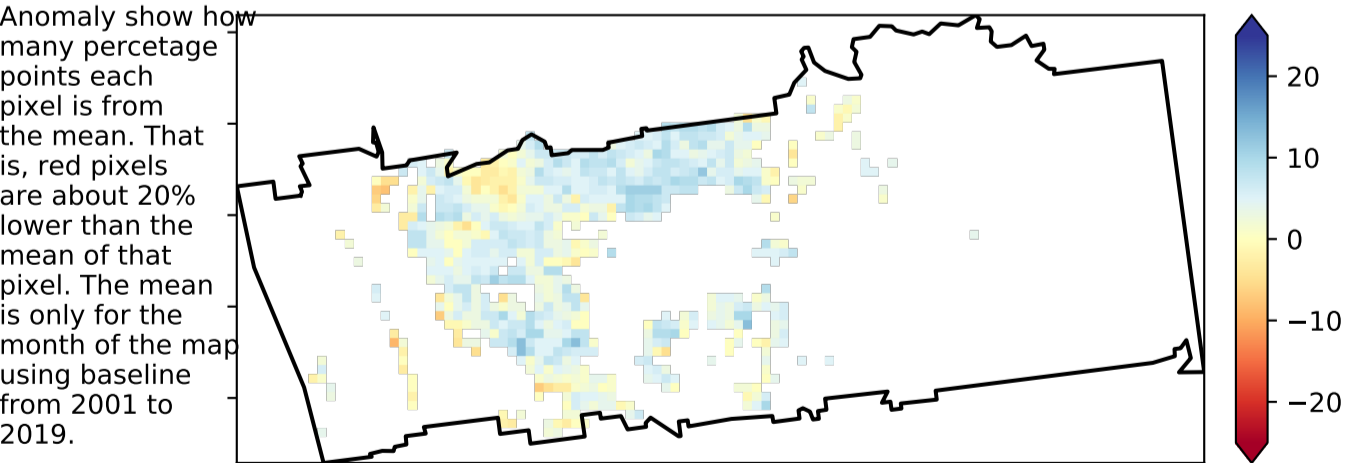 Anomaly show how
many percetage
points each
pixel is from
the mean. That
is, red pixels
are about 20%
lower than the
mean of that
pixel. The mean
is only for the
month of the map
using baseline
from 2001 to
2019.
20
10
0
−10
−20